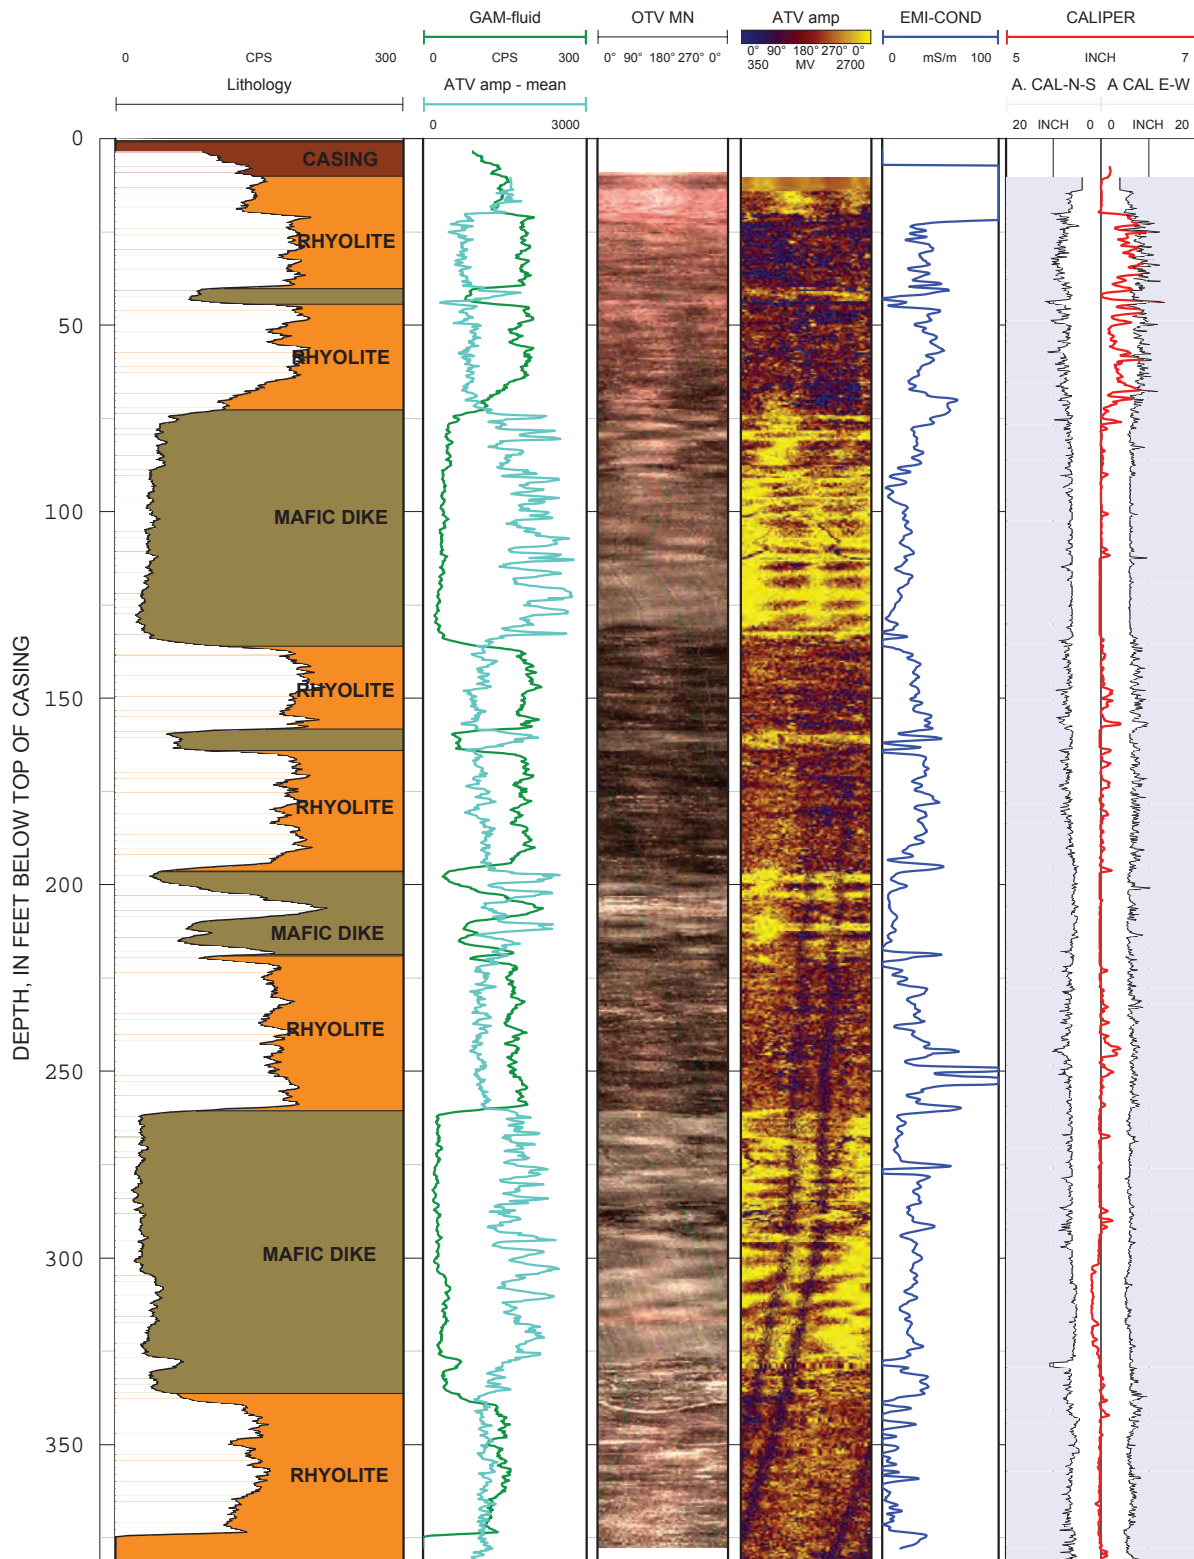 GAM-fluid OTV MN ATV amp EMI-COND CALIPER
0 CPS 300 0 CPS 300 0° 90° 180° 270° 0° 0° 90° 180° 270° 0° 0 mS/m 100 5 INCH 7
350 MV 2700
Lithology ATV amp - mean A. CAL-N-S A CAL E-W
0 3000 20 INCH 0 0 INCH 20
DEPTH, IN FEET BELOW TOP OF CASING
0
CASING
RHYOLITE
50
RHYOLITE
100
MAFIC DIKE
150
RHYOLITE
RHYOLITE
200
MAFIC DIKE
RHYOLITE
250
300
MAFIC DIKE
350
RHYOLITE